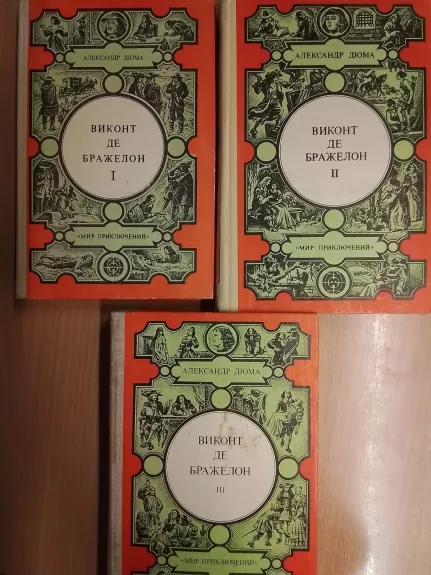 АЛЕКСАНДР ДЮМА
ВИКОНТ
ДЕ
БРАЖЕЛОН
I
«МИР ПРИКЛЮЧЕНИЙ»
АЛЕКСАНДР ДЮМА
ВИКОНТ
ДЕ
БРАЖЕЛОН
II
«МИР ПРИКЛЮЧЕНИЙ»
АЛЕКСАНДР ДЮМА
ВИКОНТ
ДЕ
БРАЖЕЛОН
III
«МИР ПРИКЛЮЧЕНИЙ»